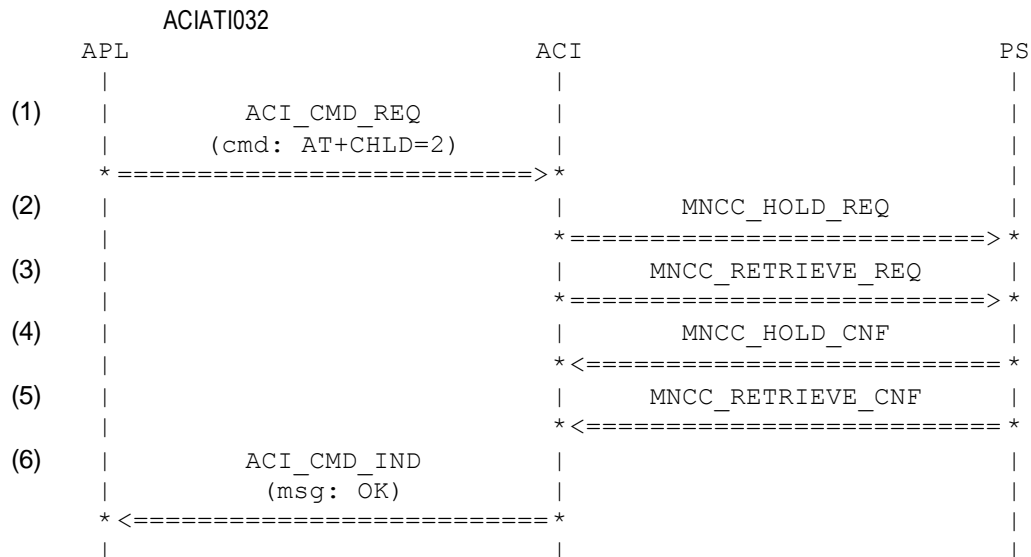 ACIATI032
APL ACI PS
| | |
(1) | ACI_CMD_REQ | |
| (cmd: AT+CHLD=2) | |
*==========================>* |
(2) | | MNCC_HOLD_REQ |
| *==========================>*
(3) | | MNCC_RETRIEVE_REQ |
| *==========================>*
(4) | | MNCC_HOLD_CNF |
| *<==========================*
(5) | | MNCC_RETRIEVE_CNF |
| *<==========================*
(6) | ACI_CMD_IND | |
| (msg: OK) | |
*<==========================* |
| | |